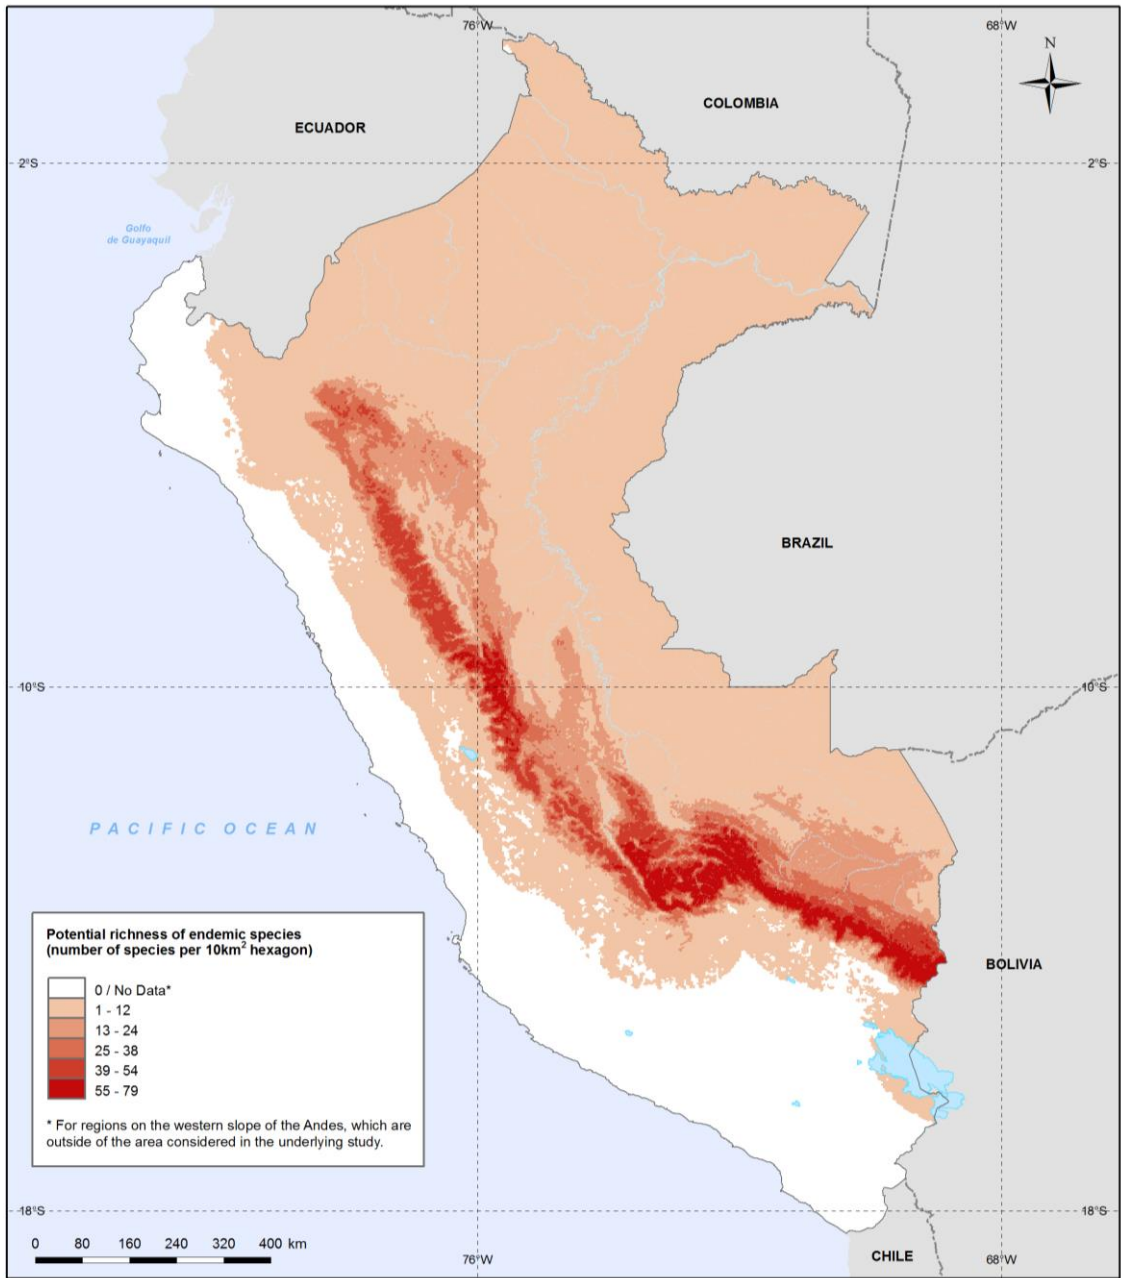 76°W
68°W
N
COLOMBIA
ECUADOR
2°S
2°S
Golfo
de Guayaquil
BRAZIL
10°S
10°S
PACIFIC OCEAN
Potential richness of endemic species
(number of species per 10km² hexagon)
0 / No Data*
1 - 12
13 - 24
25 - 38
39 - 54
55 - 79
* For regions on the western slope of the Andes, which are
outside of the area considered in the underlying study.
BOLIVIA
18°S
18°S
0 80 160 240 320 400 km
76°W
68°W
CHILE